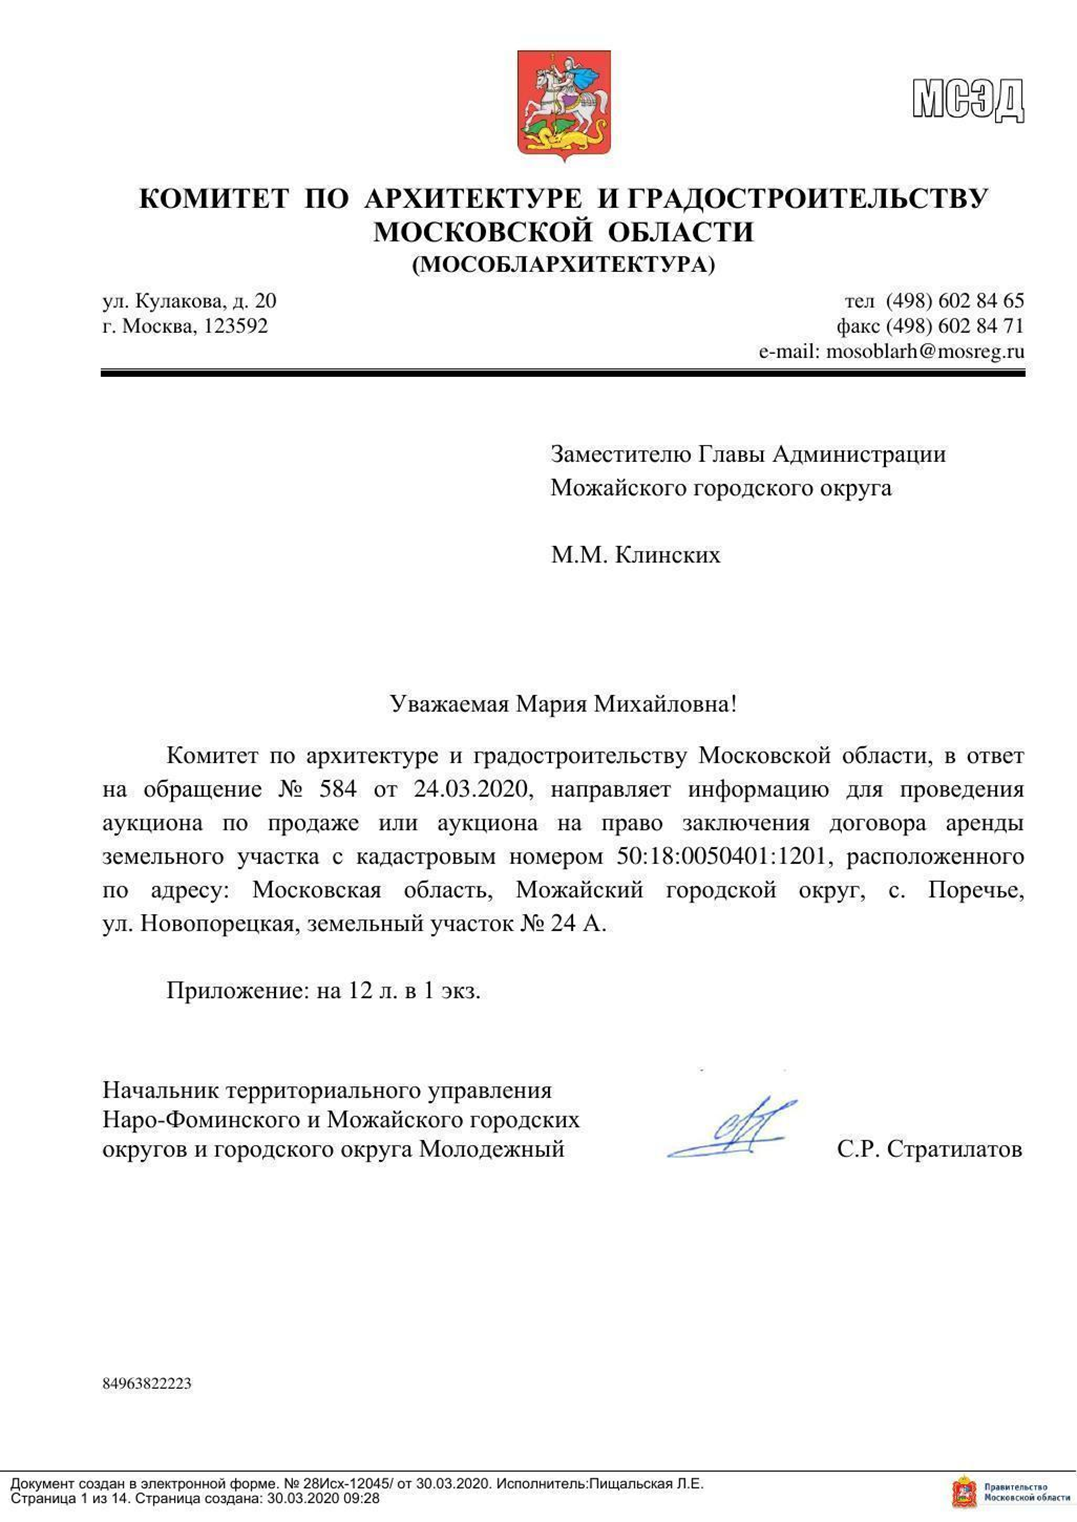 МСЭД
КОМИТЕТ ПО АРХИТЕКТУРЕ И ГРАДОСТРОИТЕЛЬСТВУ
МОСКОВСКОЙ ОБЛАСТИ
(МОСОБЛАРХИТЕКТУРА)
ул. Кулакова, д. 20
г. Москва, 123592
тел (498) 602 84 65
факс (498) 602 84 71
e-mail: mosoblarh@mosreg.ru
Заместителю Главы Администрации
Можайского городского округа
М.М. Клинских
Уважаемая Мария Михайловна!
Комитет по архитектуре и градостроительству Московской области, в ответ
на обращение № 584 от 24.03.2020, направляет информацию для проведения
аукциона по продаже или аукциона на право заключения договора аренды
земельного участка с кадастровым номером 50:18:0050401:1201, расположенного
по адресу: Московская область, Можайский городской округ, с. Поречье,
ул. Новопорецкая, земельный участок № 24 А.
Приложение: на 12 л. в 1 экз.
Начальник территориального управления
Наро-Фоминского и Можайского городских
округов и городского округа Молодежный
С.Р. Стратилатов
84963822223
Документ создан в электронной форме. № 28Исх-12045/ от 30.03.2020. Исполнитель:Пищальская Л.Е.
Страница 1 из 14. Страница создана: 30.03.2020 09:28
Правительство
Московской области